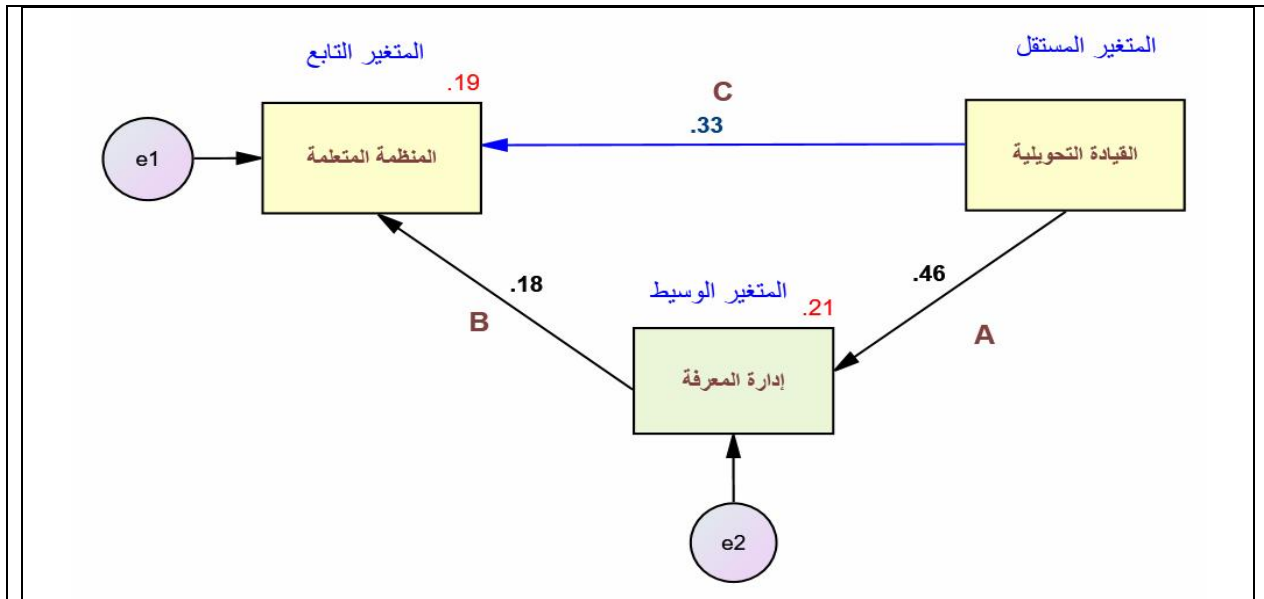 المتغير المستقل
المتغير التابع
.19
C
.33
القيادة التحويلية
المنظمة المتعلمة
e1
.46
.18
المتغير الوسيط
.21
A
B
إدارة المعرفة
e2